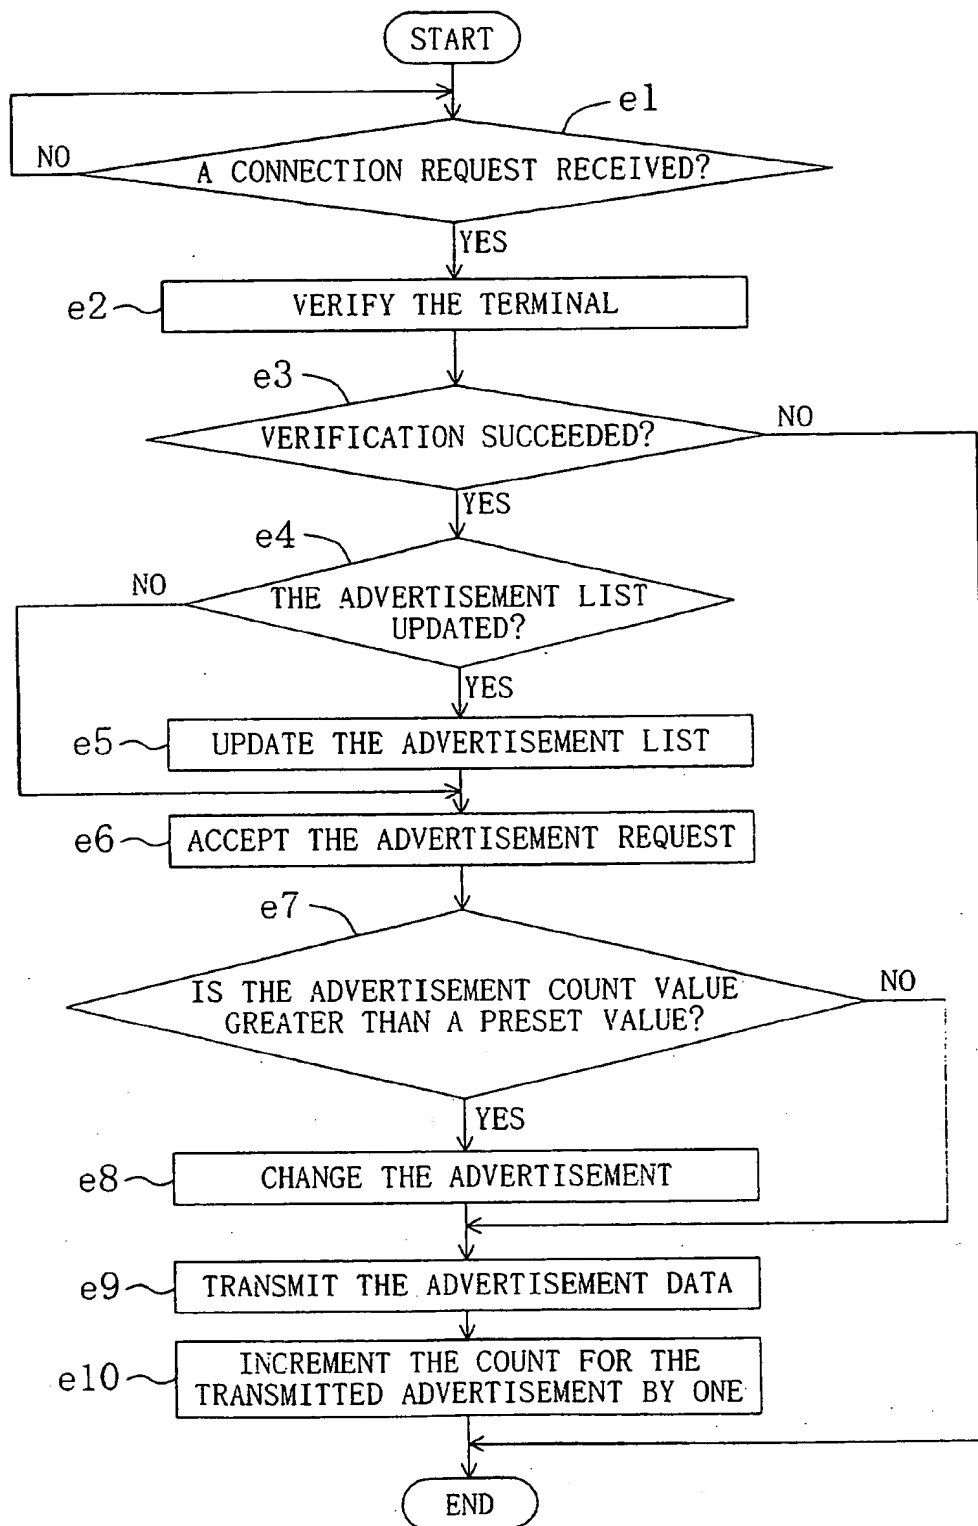 START
e1
NO
A CONNECTION REQUEST RECEIVED?
YES
e2
VERIFY THE TERMINAL
e3
NO
VERIFICATION SUCCEEDED?
YES
e4
NO
THE ADVERTISEMENT LIST
UPDATED?
YES
e5
UPDATE THE ADVERTISEMENT LIST
e6
ACCEPT THE ADVERTISEMENT REQUEST
e7
NO
IS THE ADVERTISEMENT COUNT VALUE
GREATER THAN A PRESET VALUE?
YES
e8
CHANGE THE ADVERTISEMENT
e9
TRANSMIT THE ADVERTISEMENT DATA
e10
INCREMENT THE COUNT FOR THE
TRANSMITTED ADVERTISEMENT BY ONE
END